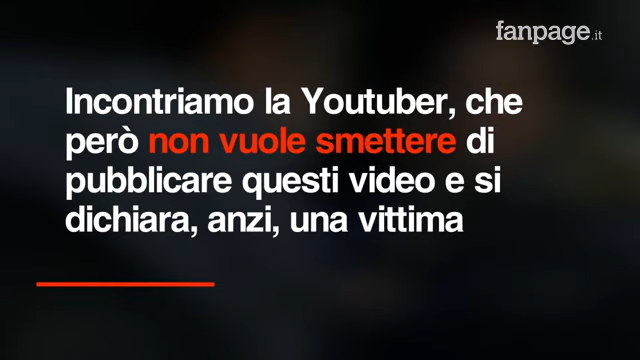 fanpage.it
Incontriamo la Youtuber, che
però non vuole smettere di
pubblicare questi video e si
dichiara, anzi, una vittima